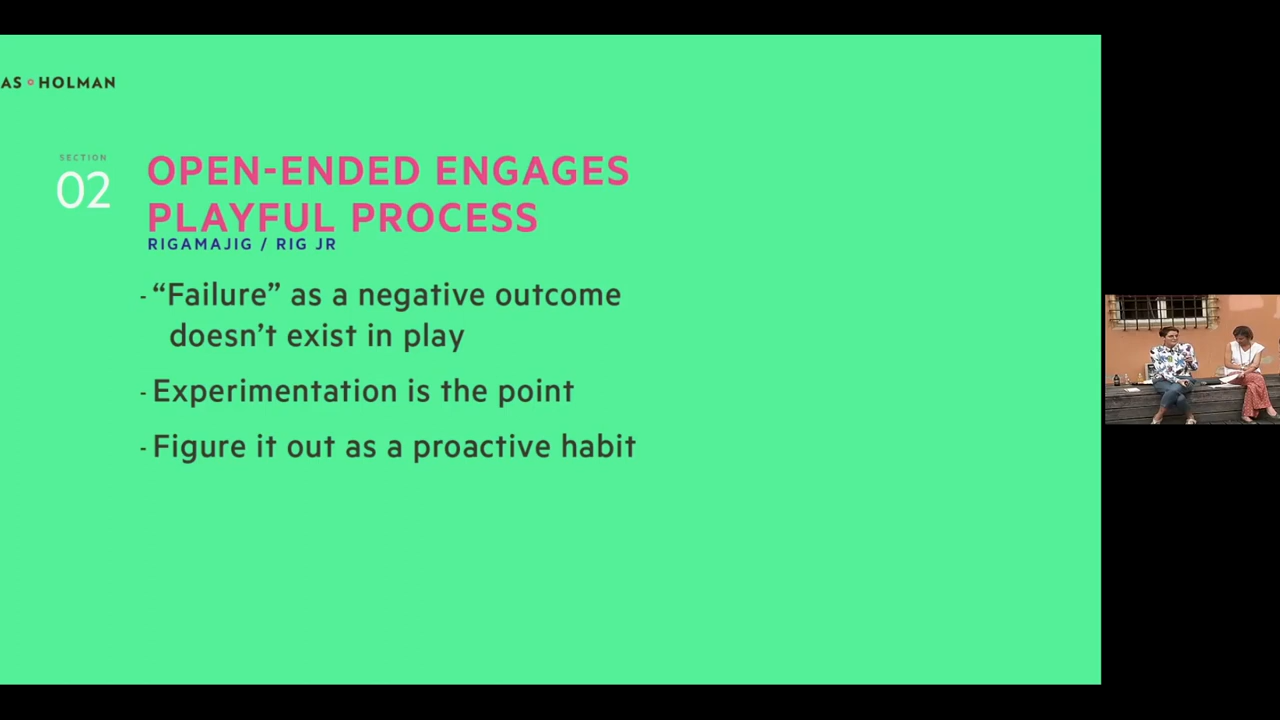 AS HOLMAN
SECTION
02
OPEN-ENDED ENGAGES
PLAYFUL PROCESS
RIGAMAJIG / RIG JR
- “Failure” as a negative outcome
doesn’t exist in play
- Experimentation is the point
- Figure it out as a proactive habit